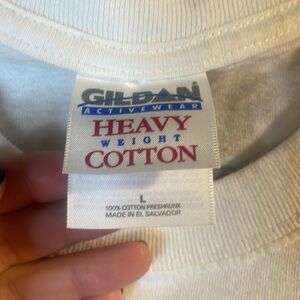 GILDAN
ACTIVEWEAR
HEAVY
WEIGHT
COTTON
L
100% COTTON PRESHRUNK
MADE IN EL SALVADOR